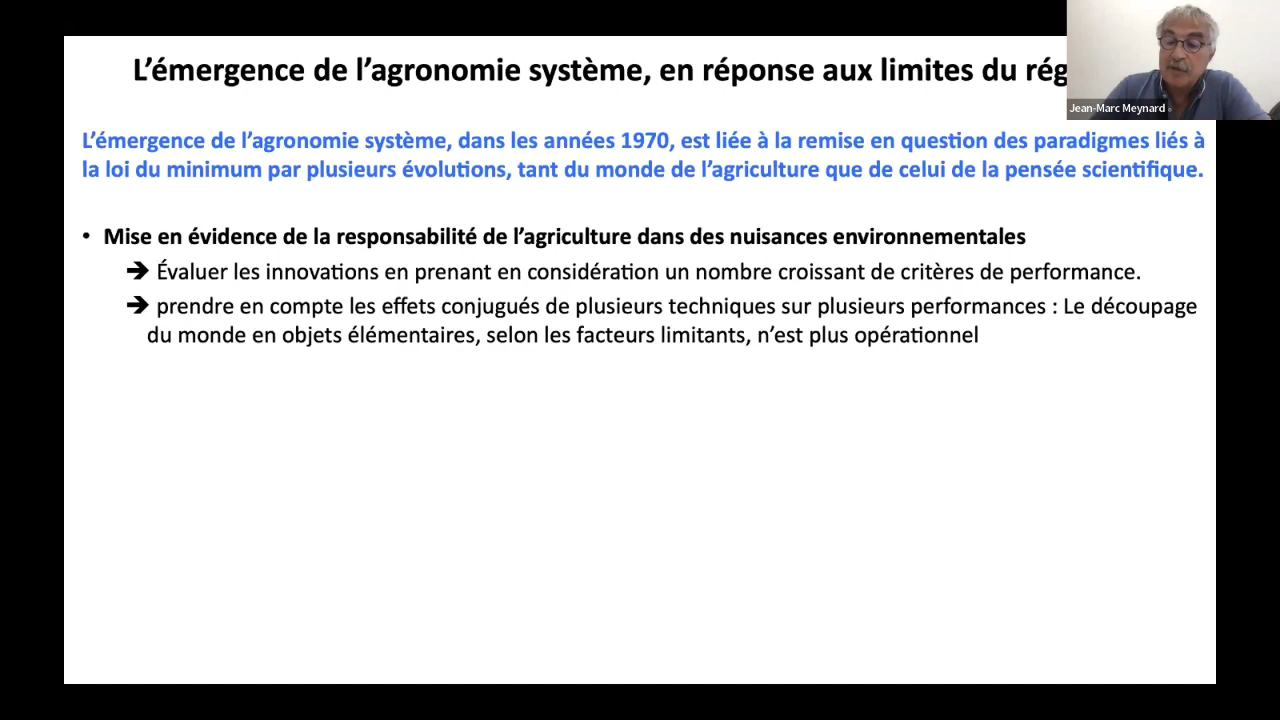 L’émergence de l’agronomie système, en réponse aux limites du rég
Jean-Marc Meynard
L’émergence de l’agronomie système, dans les années 1970, est liée à la remise en question des paradigmes liés à
la loi du minimum par plusieurs évolutions, tant du monde de l’agriculture que de celui de la pensée scientifique.
• Mise en évidence de la responsabilité de l’agriculture dans des nuisances environnementales
➔ Évaluer les innovations en prenant en considération un nombre croissant de critères de performance.
➔ prendre en compte les effets conjugués de plusieurs techniques sur plusieurs performances : Le découpage
du monde en objets élémentaires, selon les facteurs limitants, n’est plus opérationnel